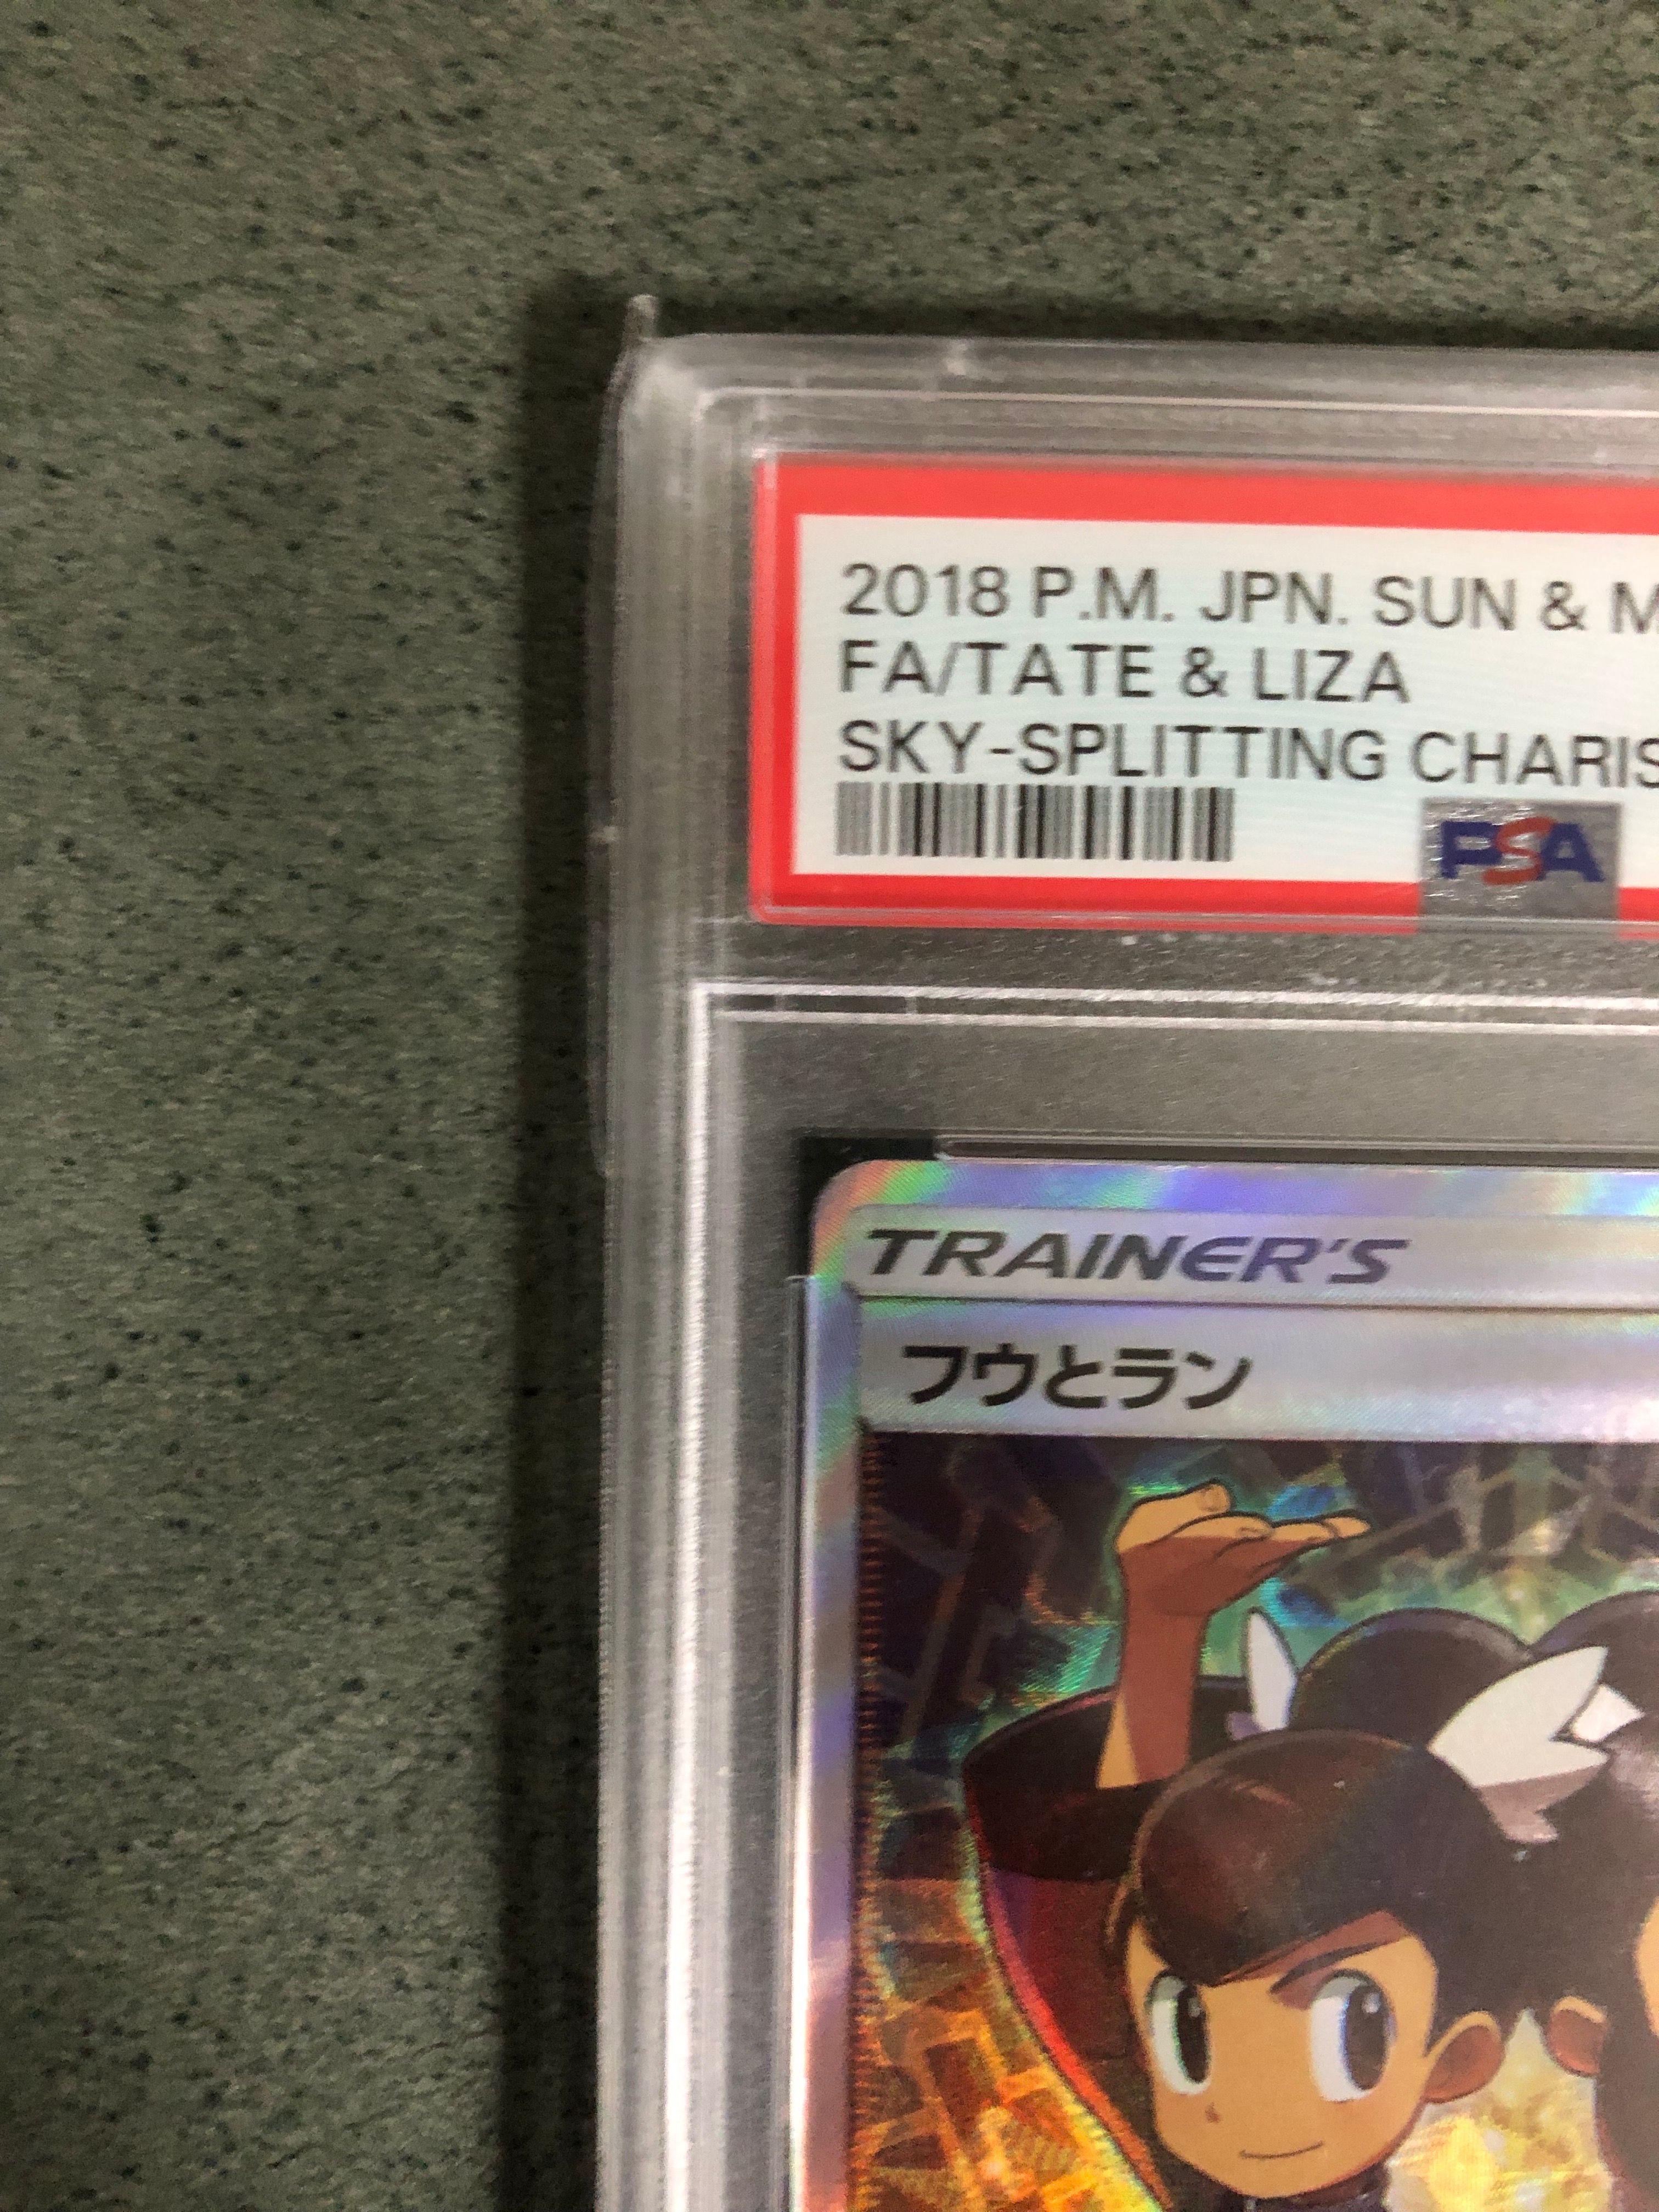 2018 P.M. JPN. SUN & M
FA/TATE & LIZA
SKY-SPLITTING CHARIS
PSA
TRAINER'S
フウとラン